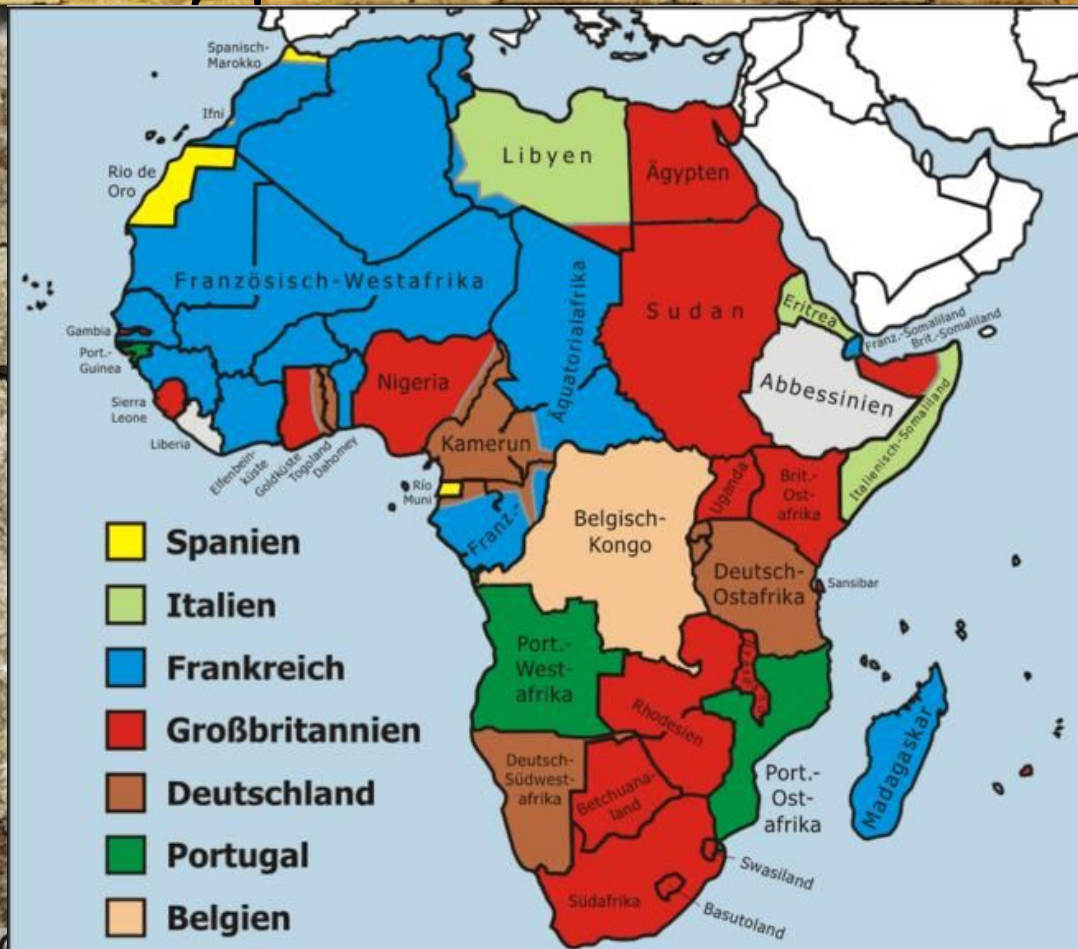 Spanisch-
Marokko
Ifni
Rio de
Oro
Libyen
Ägypten
Französisch-Westafrika
Äquatorialafrika
Sudan
Eritrea
Franz.-Somaliland
Brit.-Somaliland
Gambia
Port.-
Guinea
Sierra
Leone
Liberia
Elfenbein-
küste
Goldküste
Togoland
Dahomey
Nigeria
Kamerun
Abbessinien
Italienisch-Somaliland
Río
Muni
Franz.-
Belgisch-
Kongo
Uganda
Brit.-
Ost-
afrika
Deutsch-
Ostafrika
Sansibar
Port.-
West-
afrika
Rhodesien
Deutsch-
Südwest-
afrika
Betchuana-
land
Port.-
Ost-
afrika
Madagaskar
Swasiland
Basutoland
Südafrika
Spanien
Italien
Frankreich
Großbritannien
Deutschland
Portugal
Belgien